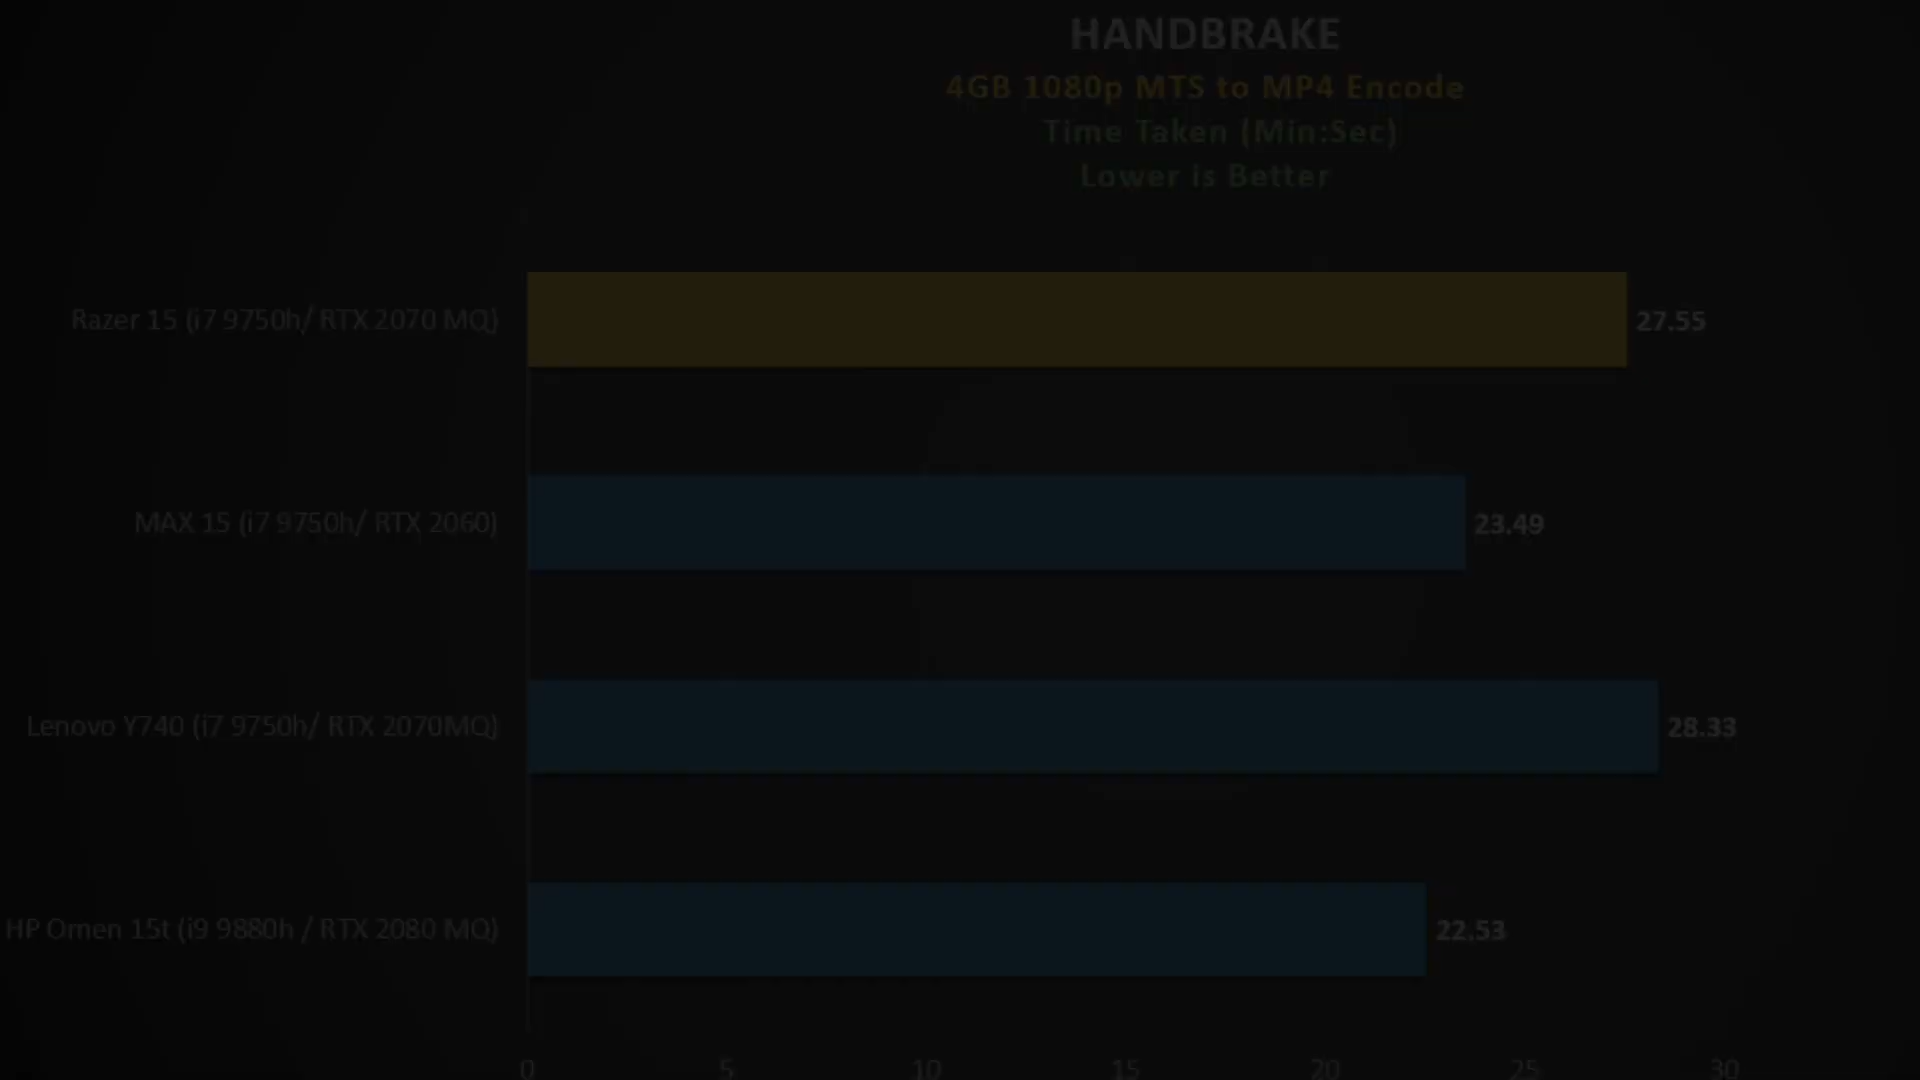 HANDBRAKE
4GB 1080p MTS to MP4 Encode
Time Taken (Min:Sec)
Lower is Better
Razer 15 (i7 9750h/ RTX 2070 MQ)
27.55
MAX 15 (i7 9750h/ RTX 2060)
23.49
Lenovo Y740 (i7 9750h/ RTX 2070MQ)
28.33
HP Omen 15t (i9 9880h / RTX 2080 MQ)
22.53
0 5 10 15 20 25 30